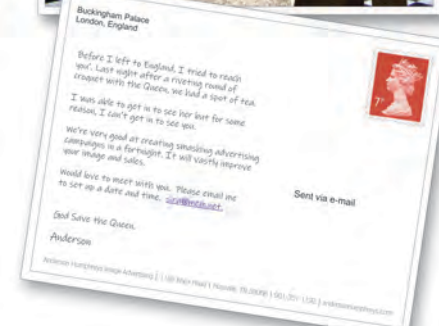 Buckingham Palace
London, England
Before I left to England, I tried to reach
you. Last night after a riveting round of
croquet with the Queen, we had a spot of tea.
I was able to get in to see her but for some
reason, I can't get in to see you.
We're very good at creating smashing advertising
campaigns in a fortnight. It will vastly improve
your image and sales.
Would love to meet with you. Please email me
to set up a date and time.
God Save the Queen.
Anderson
Sent via e-mail
Anderson Humphreys Image Advertising